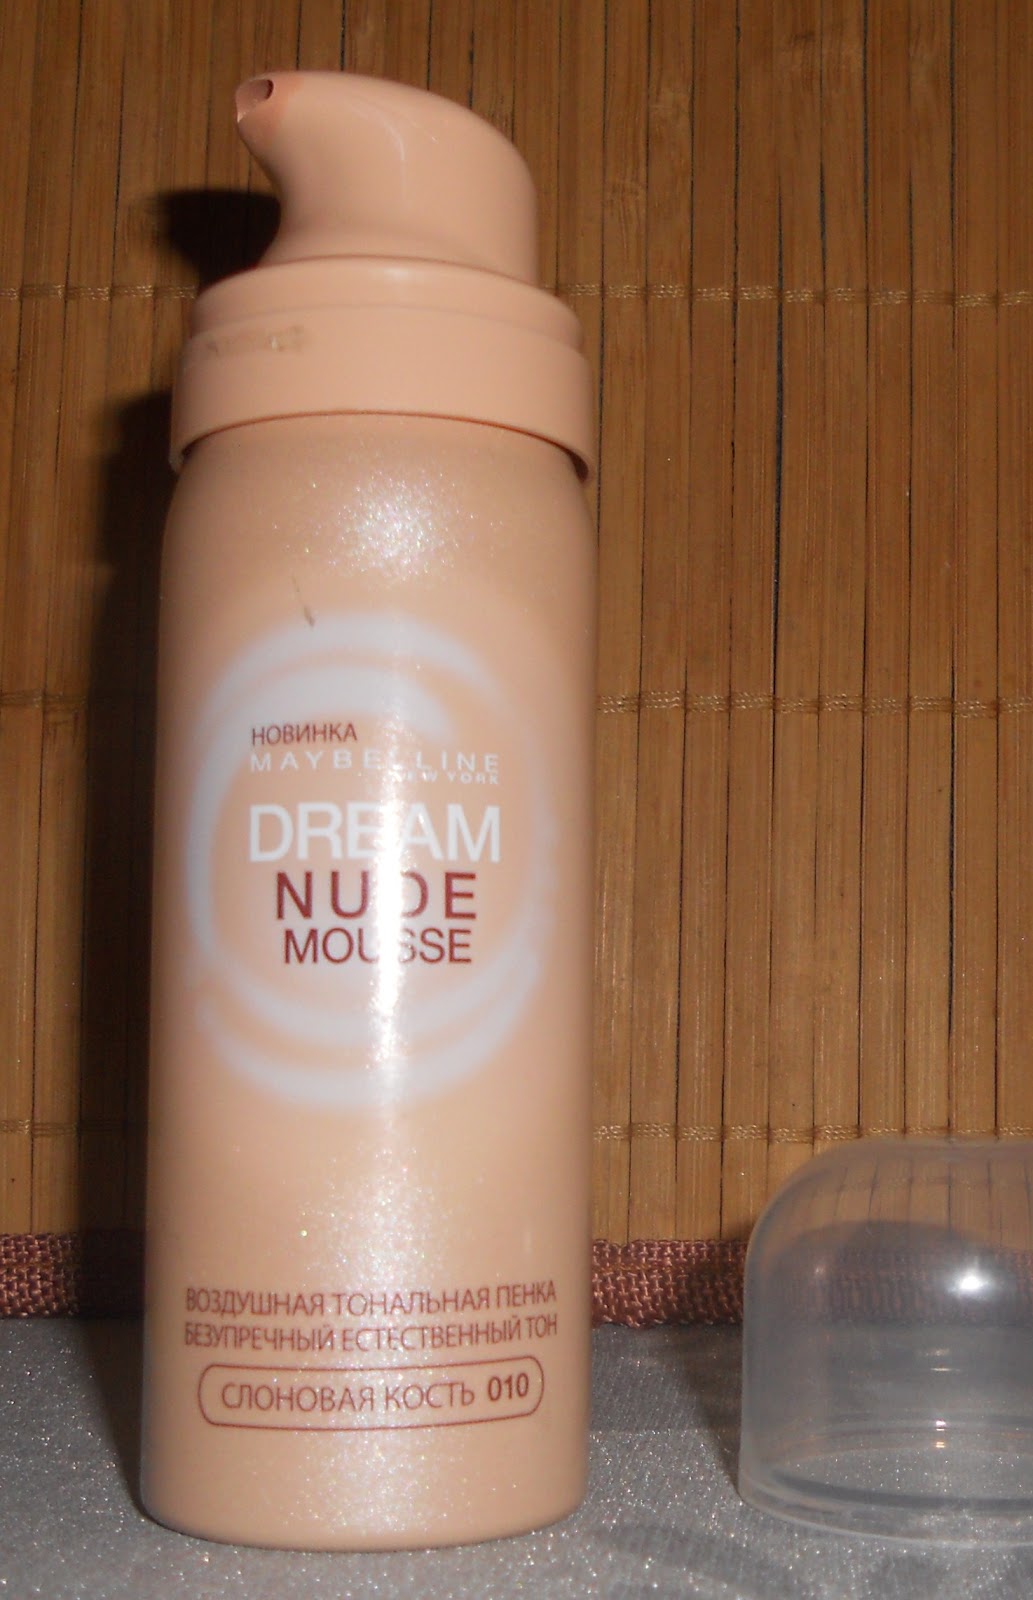 НОВИНКА
MAYBELLINE
NEW YORK
DREAM
NUDE
MOUSSE
ВОЗДУШНАЯ ТОНАЛЬНАЯ ПЕНКА
БЕЗУПРЕЧНЫЙ ЕСТЕСТВЕННЫЙ ТОН
СЛОНОВАЯ КОСТЬ 010